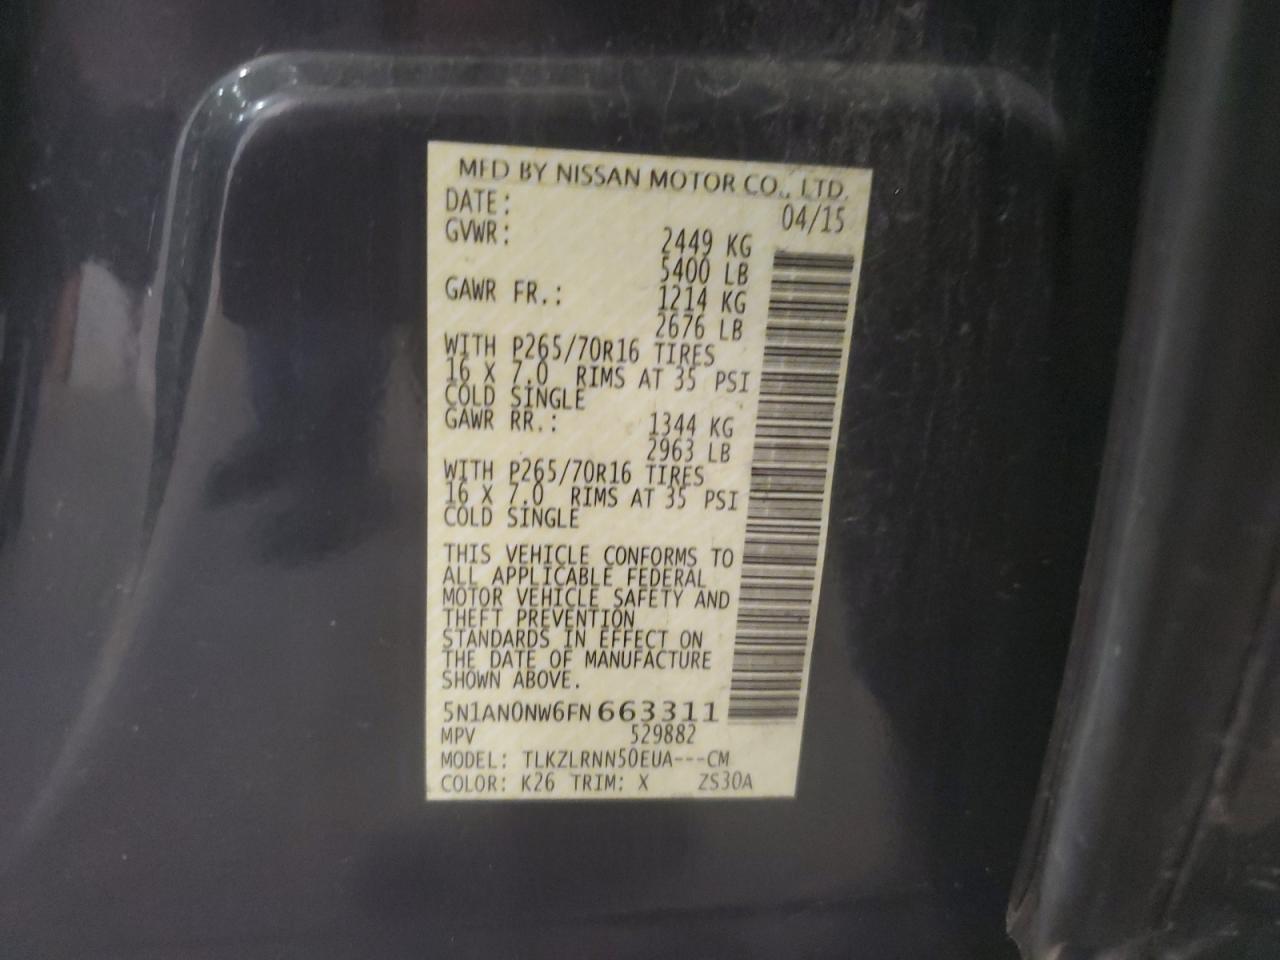 MFD BY NISSAN MOTOR CO., LTD.
DATE: 04/15
GVWR: 2449 KG
5400 LB
GAWR FR.: 1214 KG
2676 LB
WITH P265/70R16 TIRES
16 X 7.0 RIMS AT 35 PSI
COLD SINGLE
GAWR RR.: 1344 KG
2963 LB
WITH P265/70R16 TIRES
16 X 7.0 RIMS AT 35 PSI
COLD SINGLE
THIS VEHICLE CONFORMS TO
ALL APPLICABLE FEDERAL
MOTOR VEHICLE SAFETY AND
THEFT PREVENTION
STANDARDS IN EFFECT ON
THE DATE OF MANUFACTURE
SHOWN ABOVE.
5N1AN0NW6FN663311
MPV 529882
MODEL: TLKZLRNN50EUA---CM
COLOR: K26 TRIM: X ZS30A